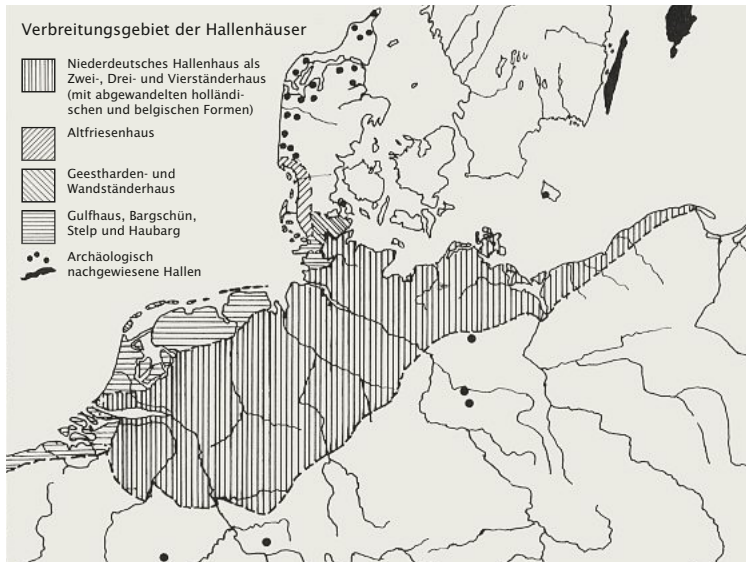 Verbreitungsgebiet der Hallenhäuser
Niederdeutsches Hallenhaus als
Zwei-, Drei- und Vierständerhaus
(mit abgewandelten holländi-
schen und belgischen Formen)
Altfriesenhaus
Geestharden- und
Wandständerhaus
Gulfhaus, Bargschün,
Stelp und Haubarg
Archäologisch
nachgewiesene Hallen